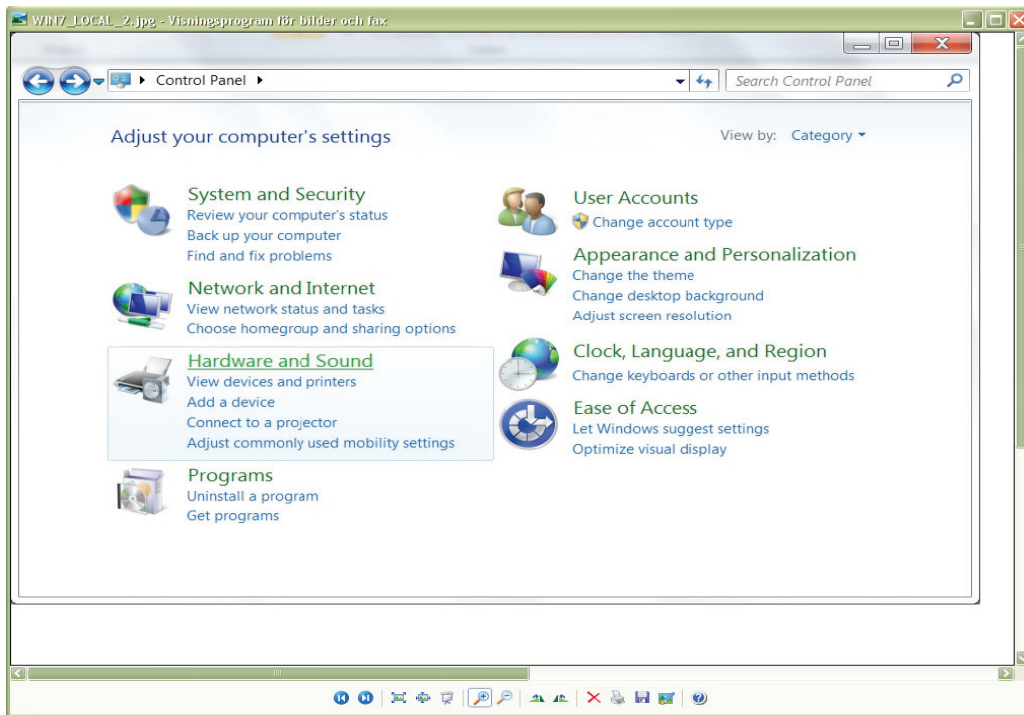 WIN7_LOCAL_2.jpg - Visningsprogram för bilder och fax
Control Panel
Search Control Panel
Adjust your computer's settings
View by: Category
System and Security
Review your computer's status
Back up your computer
Find and fix problems
Network and Internet
View network status and tasks
Choose homegroup and sharing options
Hardware and Sound
View devices and printers
Add a device
Connect to a projector
Adjust commonly used mobility settings
Programs
Uninstall a program
Get programs
User Accounts
Change account type
Appearance and Personalization
Change the theme
Change desktop background
Adjust screen resolution
Clock, Language, and Region
Change keyboards or other input methods
Ease of Access
Let Windows suggest settings
Optimize visual display